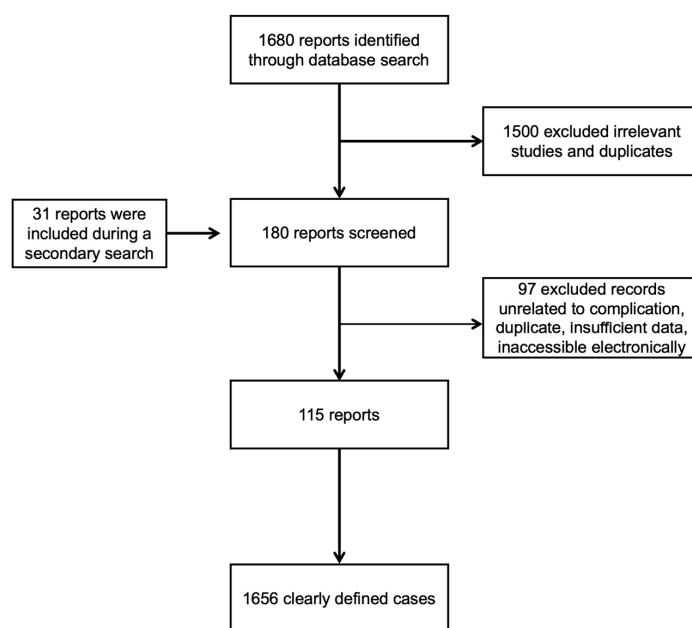 1680 reports identified
through database search
1500 excluded irrelevant
studies and duplicates
31 reports were
included during a
secondary search
180 reports screened
97 excluded records
unrelated to complication,
duplicate, insufficient data,
inaccessible electronically
115 reports
1656 clearly defined cases